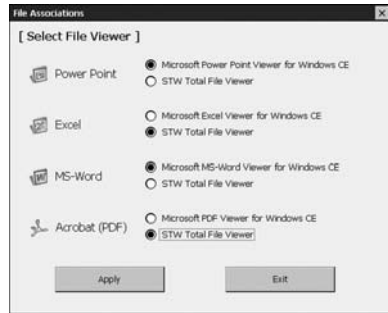 File Associations
[ Select File Viewer ]
Power Point
Microsoft Power Point Viewer for Windows CE
STW Total File Viewer
Excel
Microsoft Excel Viewer for Windows CE
STW Total File Viewer
MS-Word
Microsoft MS-Word Viewer for Windows CE
STW Total File Viewer
Acrobat (PDF)
Microsoft PDF Viewer for Windows CE
STW Total File Viewer
Apply
Exit